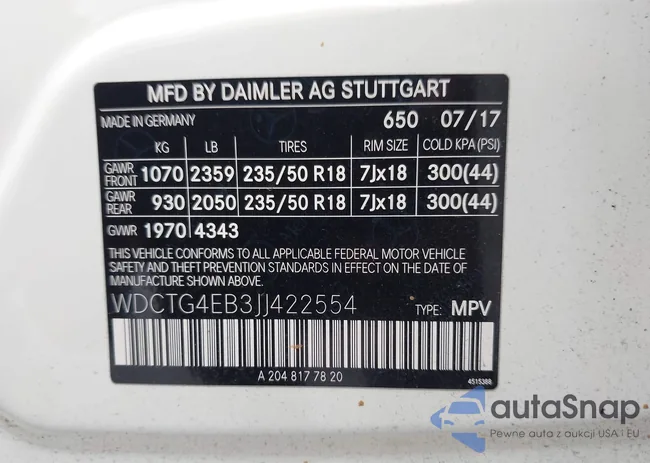 MFD BY DAIMLER AG STUTTGART
MADE IN GERMANY 650 07/17
KG LB TIRES RIM SIZE COLD KPA (PSI)
GAWR FRONT 1070 2359 235/50 R18 7Jx18 300(44)
GAWR REAR 930 2050 235/50 R18 7Jx18 300(44)
GVWR 1970 4343
THIS VEHICLE CONFORMS TO ALL APPLICABLE FEDERAL MOTOR VEHICLE
SAFETY AND THEFT PREVENTION STANDARDS IN EFFECT ON THE DATE OF
MANUFACTURE SHOWN ABOVE.
WDCTG4EB3JJ422554 TYPE: MPV
A 204 817 78 20 4515388
autaSnap
Pewne auta z aukcji USA i EU